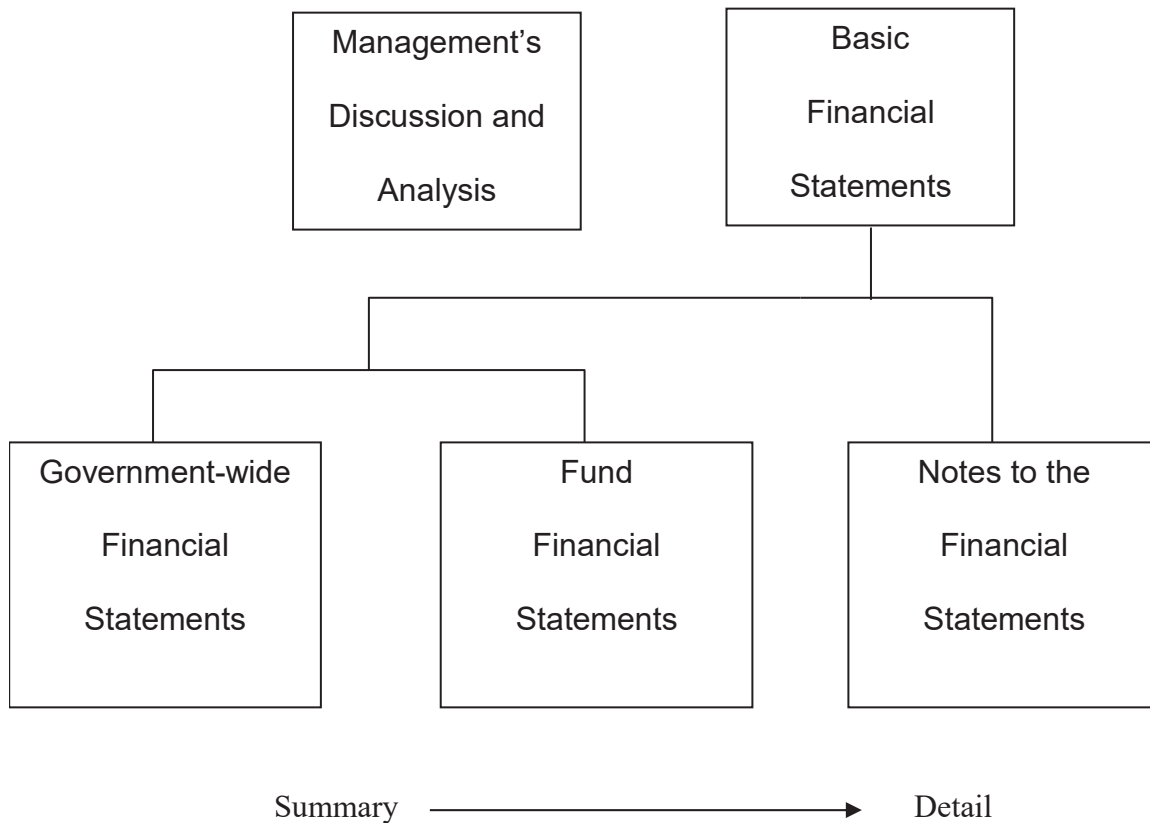 Management’s
Discussion and
Analysis
Basic
Financial
Statements
Government-wide
Financial
Statements
Fund
Financial
Statements
Notes to the
Financial
Statements
Summary
Detail